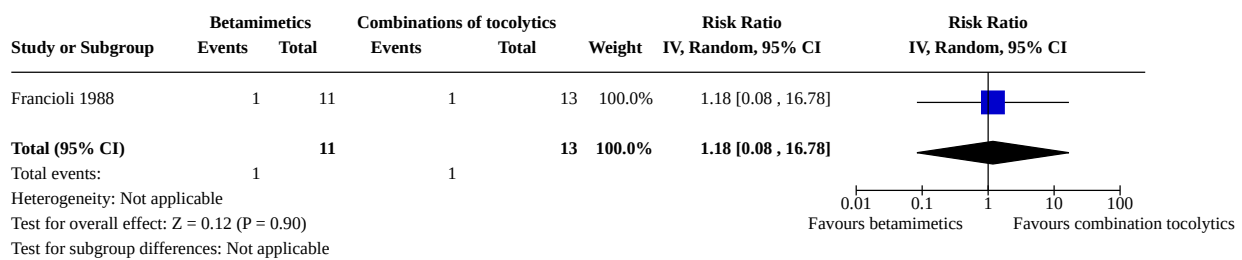 Betamimetics Combinations of tocolytics Risk Ratio Risk Ratio
Study or Subgroup Events Total Events Total Weight IV, Random, 95% CI IV, Random, 95% CI
Francioli 1988 1 11 1 13 100.0% 1.18 [0.08 , 16.78]
Total (95% CI) 11 13 100.0% 1.18 [0.08 , 16.78]
Total events: 1 1
Heterogeneity: Not applicable
Test for overall effect: Z = 0.12 (P = 0.90)
Test for subgroup differences: Not applicable
0.01 0.1 1 10 100
Favours betamimetics Favours combination tocolytics